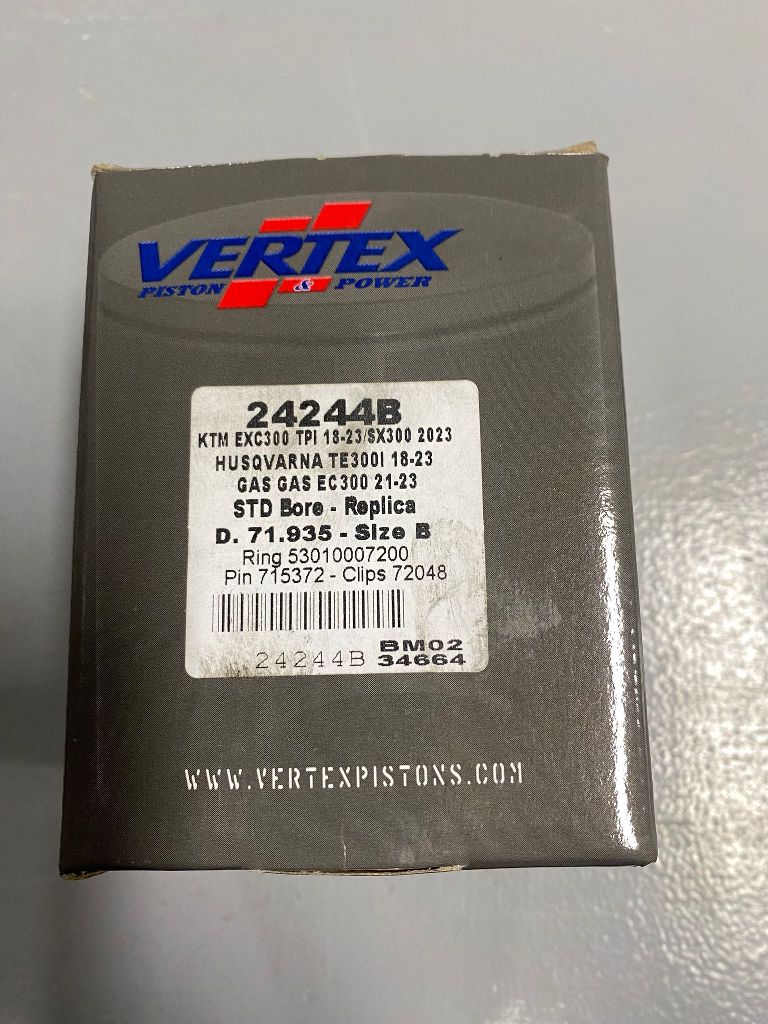 VERTEX
PISTON & POWER
24244B
KTM EXC300 TPI 18-23/SX300 2023
HUSQVARNA TE300I 18-23
GAS GAS EC300 21-23
STD Bore - Replica
D. 71.935 - Size B
Ring 53010007200
Pin 715372 - Clips 72048
24244B BM02
34664
WWW.VERTEXPISTONS.COM